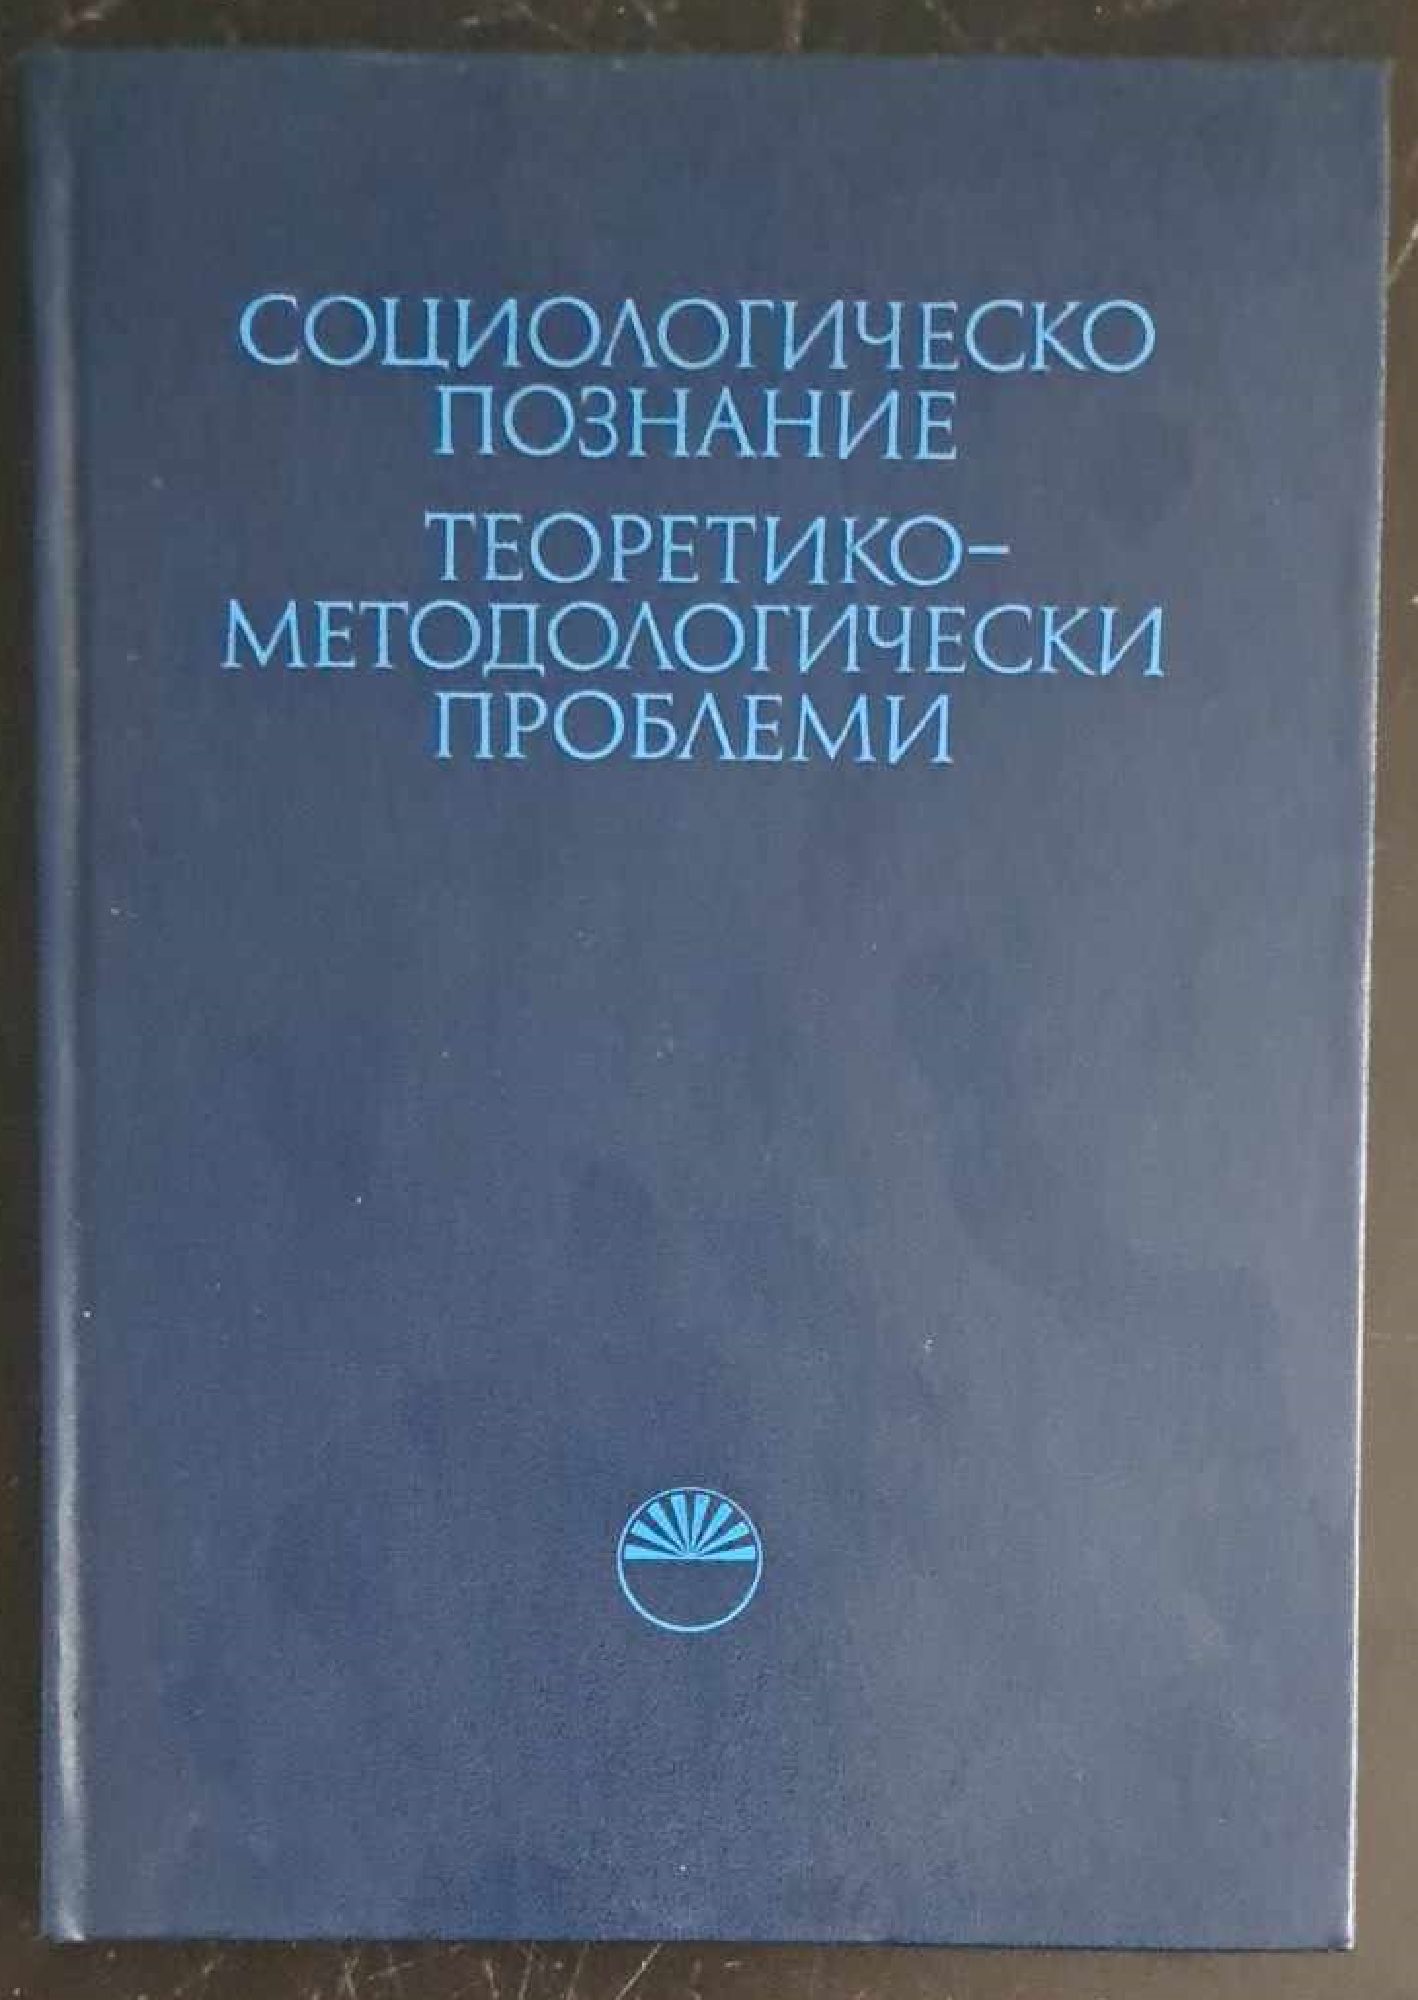 СОЦИОЛОГИЧЕСКО
ПОЗНАНИЕ
ТЕОРЕТИКО-
МЕТОДОЛОГИЧЕСКИ
ПРОБЛЕМИ